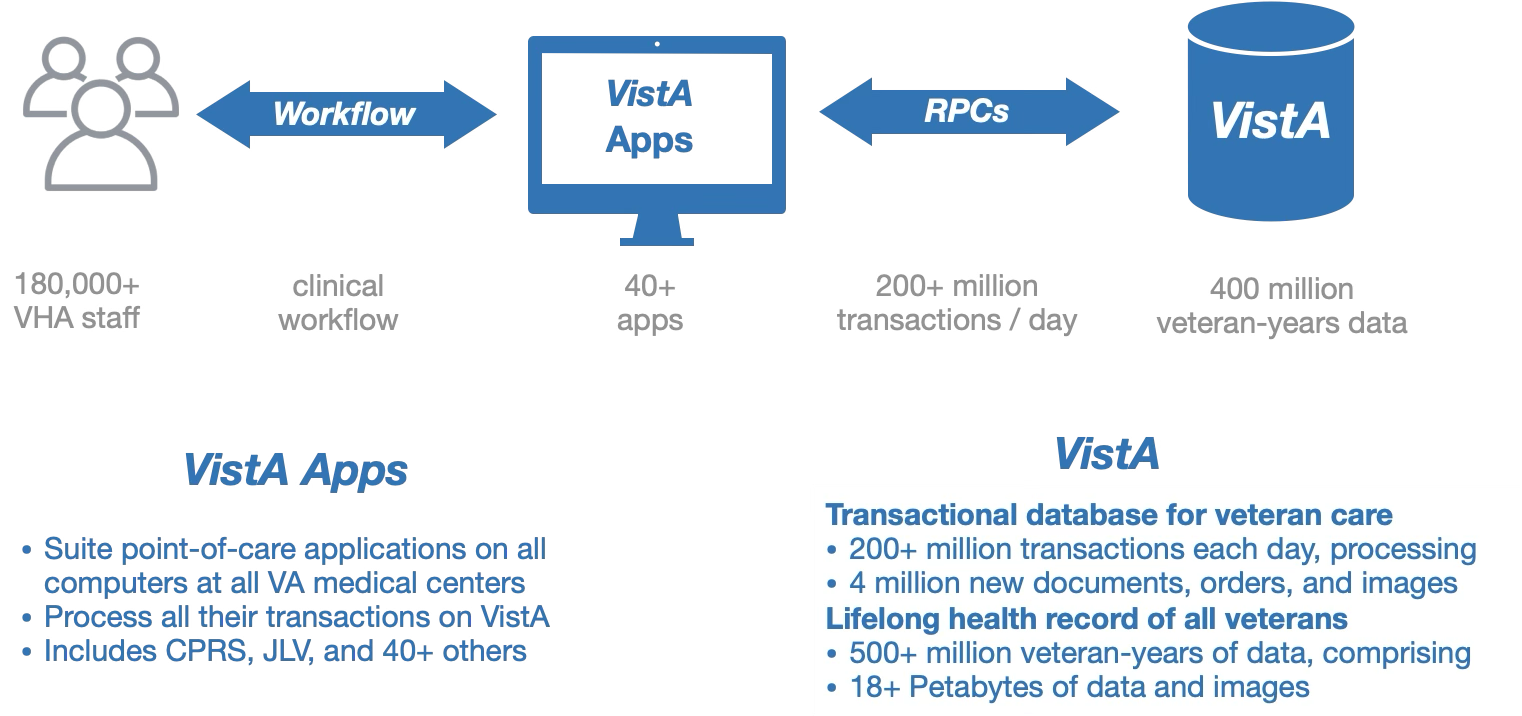 Workflow
VistA
Apps
RPCs
VistA
180,000+
VHA staff
clinical
workflow
40+
apps
200+ million
transactions / day
400 million
veteran-years data
VistA Apps
• Suite point-of-care applications on all
computers at all VA medical centers
• Process all their transactions on VistA
• Includes CPRS, JLV, and 40+ others
VistA
Transactional database for veteran care
• 200+ million transactions each day, processing
• 4 million new documents, orders, and images
Lifelong health record of all veterans
• 500+ million veteran-years of data, comprising
• 18+ Petabytes of data and images